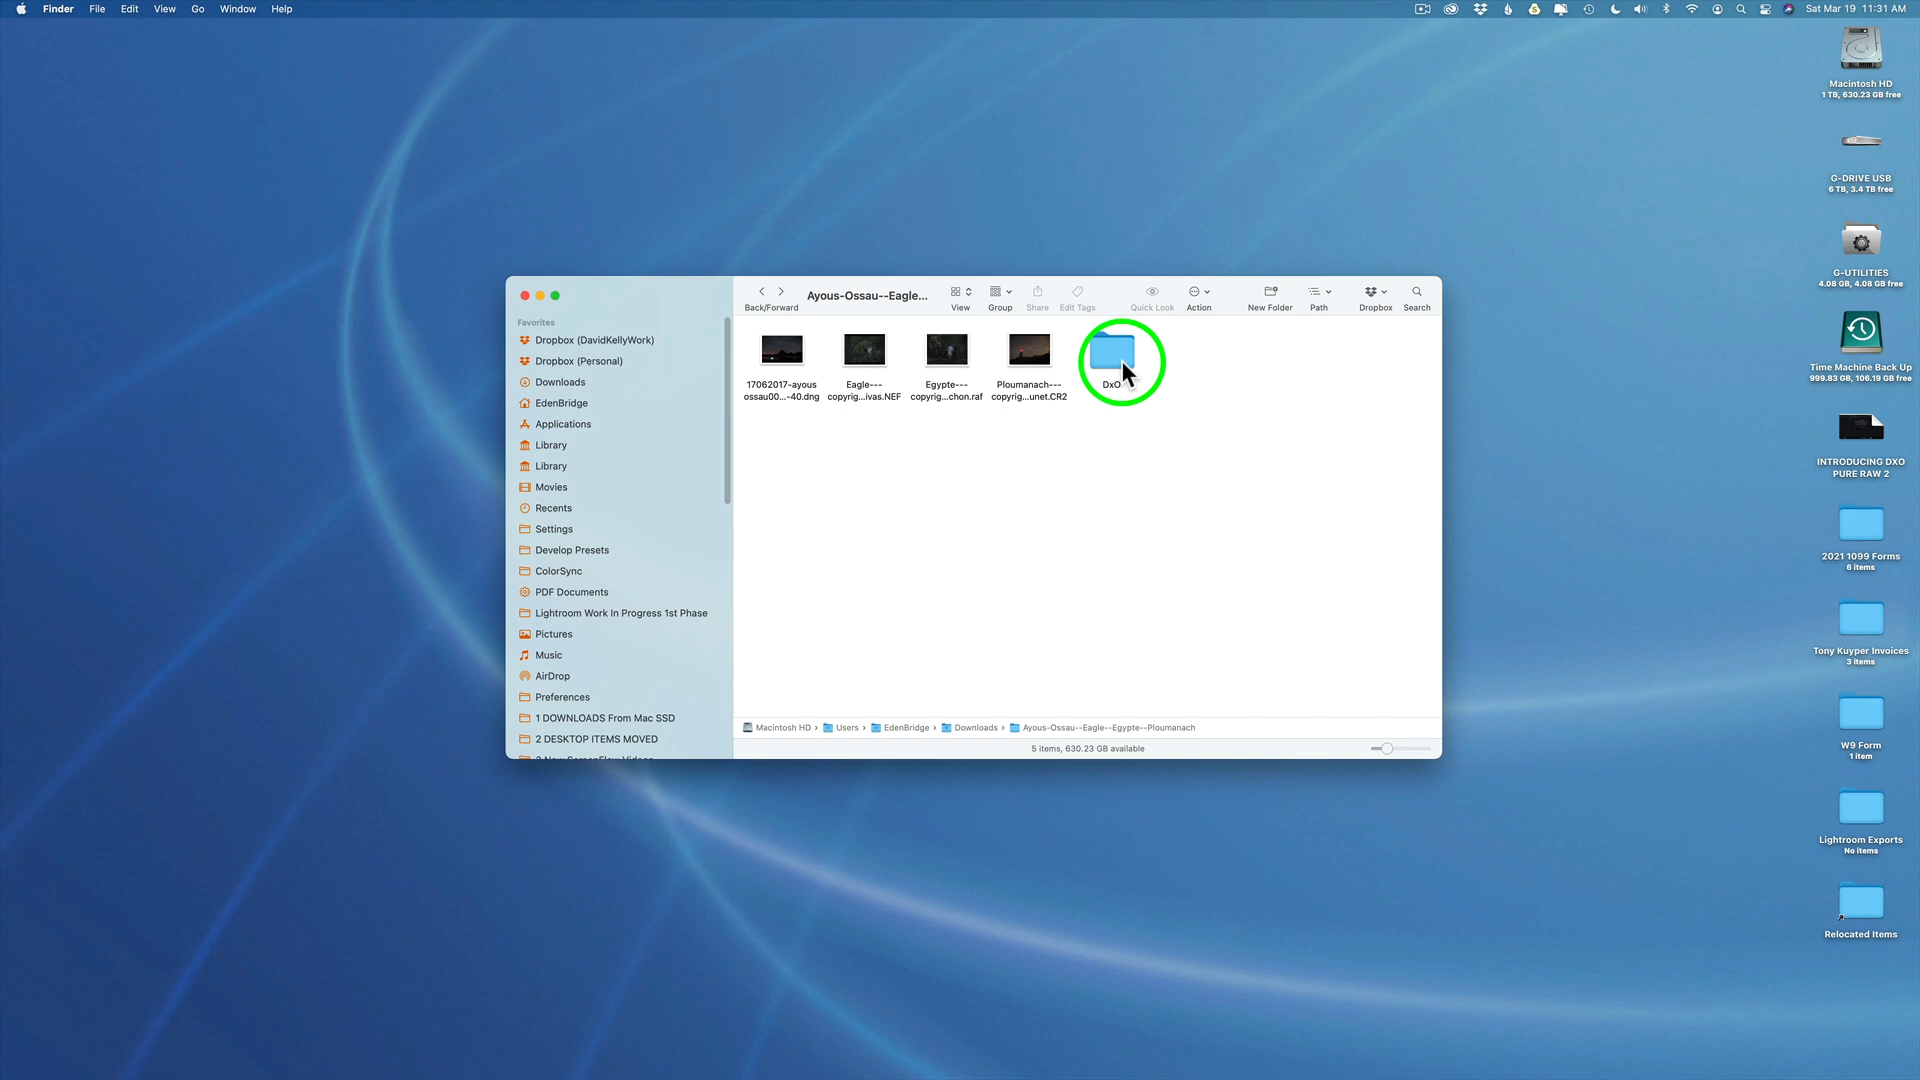 Finder File Edit View Go Window Help
Sat Mar 19 11:31 AM
Macintosh HD
1 TB, 630.23 GB free
G-DRIVE USB
6 TB, 3.4 TB free
G-UTILITIES
4.08 GB, 4.08 GB free
Time Machine Back Up
999.83 GB, 106.19 GB free
INTRODUCING DXO
PURE RAW 2
2021 1099 Forms
6 items
Tony Kuyper Invoices
3 items
W9 Form
1 item
Lightroom Exports
No items
Relocated Items
Favorites
Dropbox (DavidKellyWork)
Dropbox (Personal)
Downloads
EdenBridge
Applications
Library
Library
Movies
Recents
Settings
Develop Presets
ColorSync
PDF Documents
Lightroom Work In Progress 1st Phase
Pictures
Music
AirDrop
Preferences
1 DOWNLOADS From Mac SSD
2 DESKTOP ITEMS MOVED
Ayous-Ossau--Eagle...
Back/Forward View Group Share Edit Tags Quick Look Action New Folder Path Dropbox Search
17062017-ayous
ossau00...-40.dng
Eagle---
copyrig...ivas.NEF
Egypte---
copyrig...chon.raf
Ploumanach---
copyrig...unet.CR2
DxO
Macintosh HD › Users › EdenBridge › Downloads › Ayous-Ossau--Eagle--Egypte--Ploumanach
5 items, 630.23 GB available